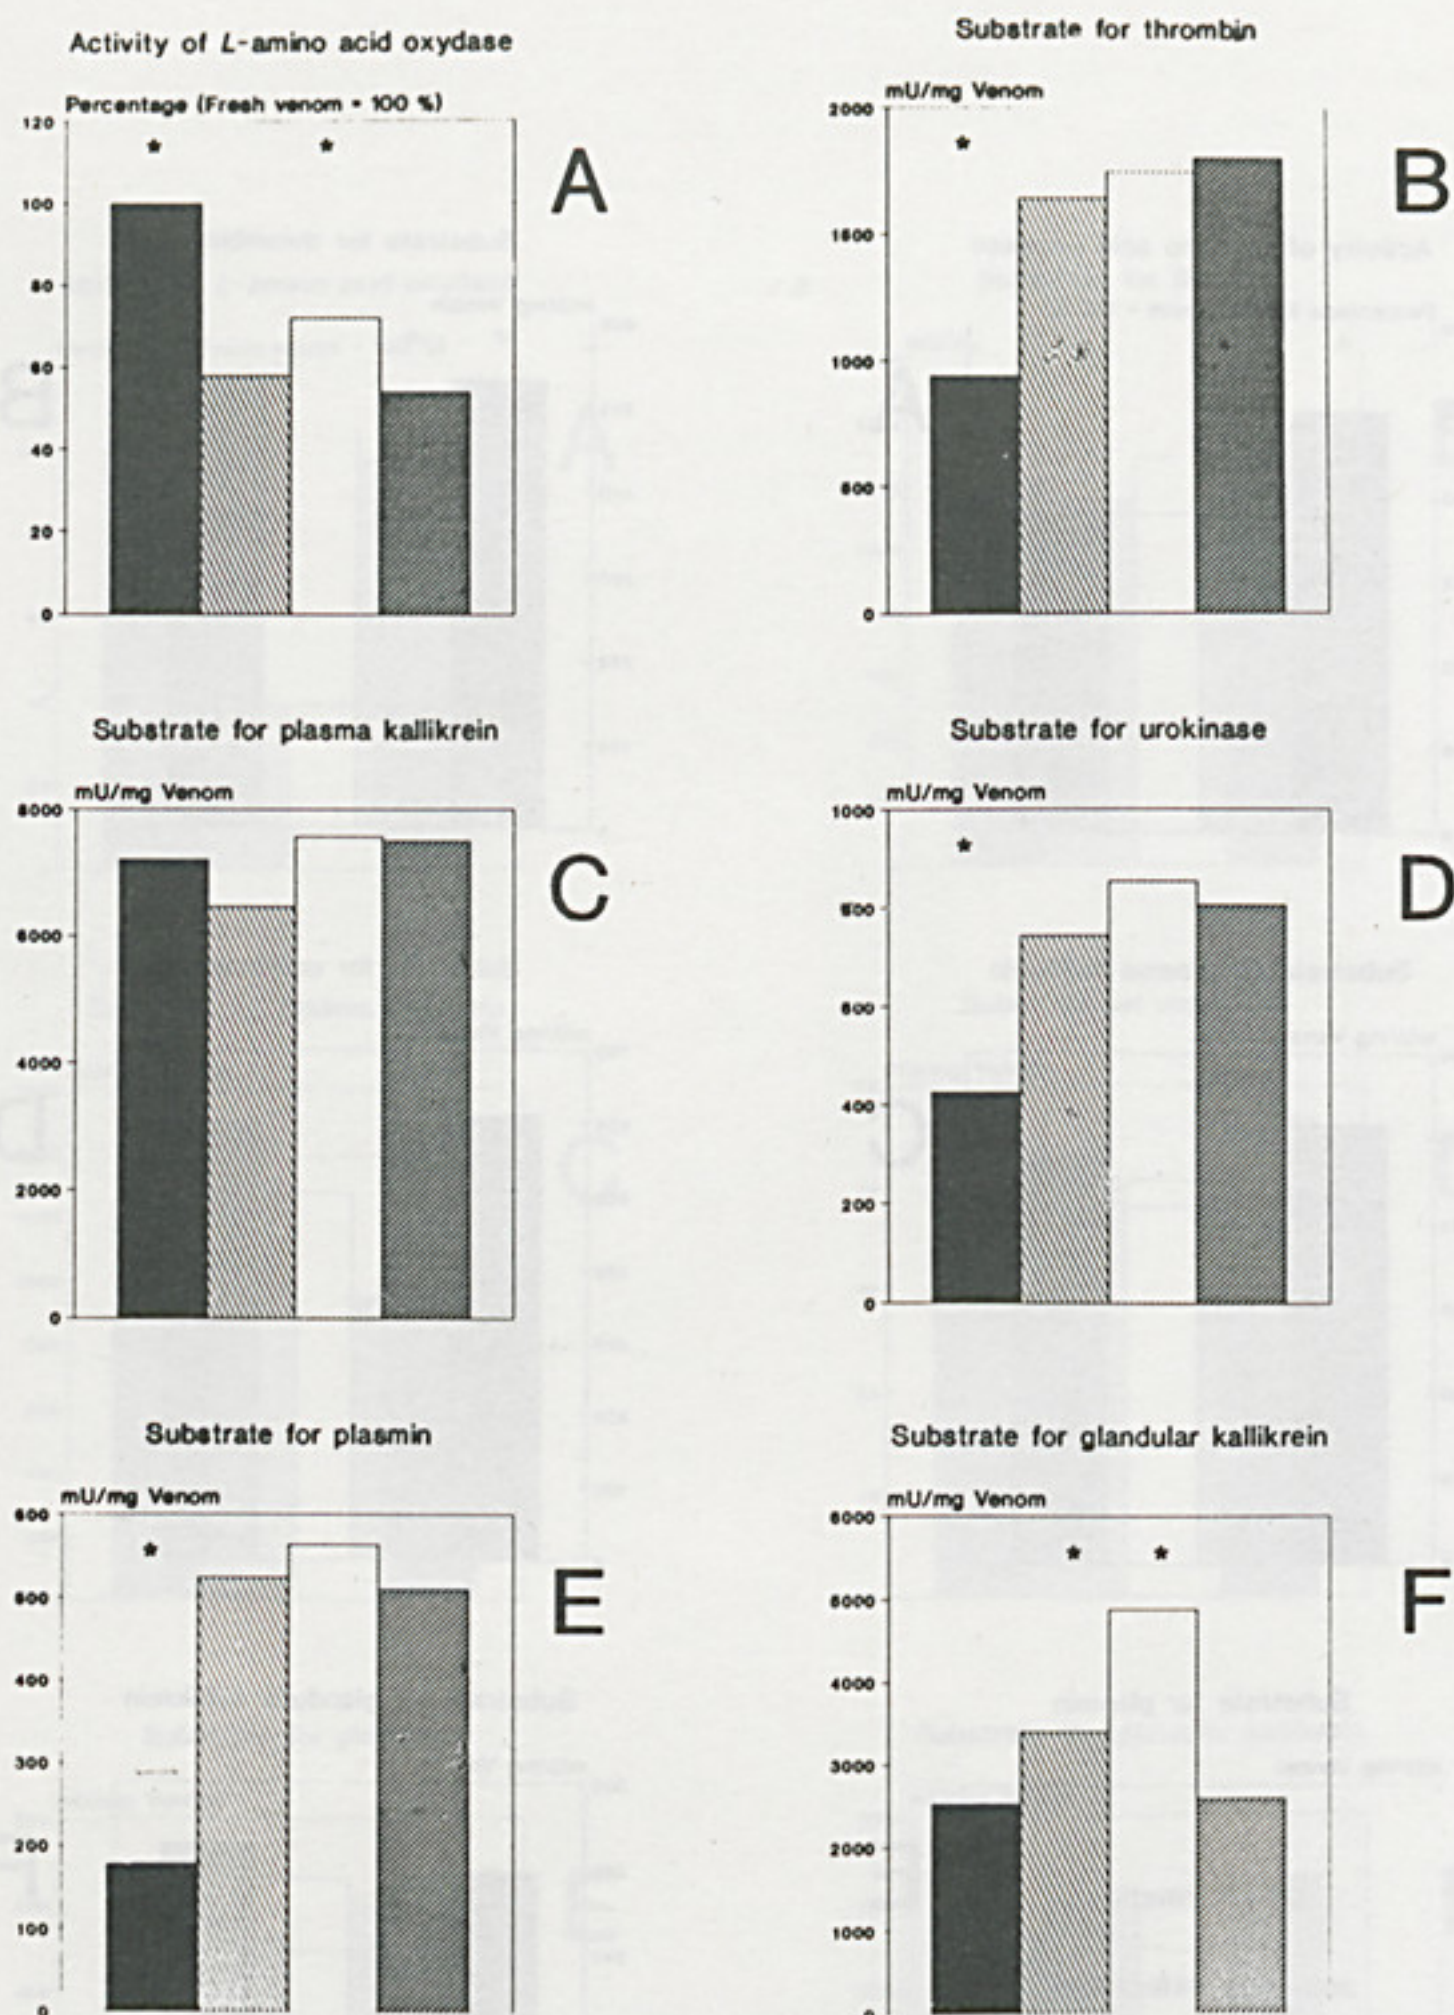 Activity of L-amino acid oxydase
Percentage (Fresh venom = 100 %)
120
100
80
60
40
20
0
* *
A
Substrate for thrombin
mU/mg Venom
2000
1500
1000
500
0
*
B
Substrate for plasma kallikrein
mU/mg Venom
8000
6000
4000
2000
0
C
Substrate for urokinase
mU/mg Venom
1000
800
600
400
200
0
*
D
Substrate for plasmin
mU/mg Venom
600
500
400
300
200
100
0
*
E
Substrate for glandular kallikrein
mU/mg Venom
6000
5000
4000
3000
2000
1000
0
* *
F